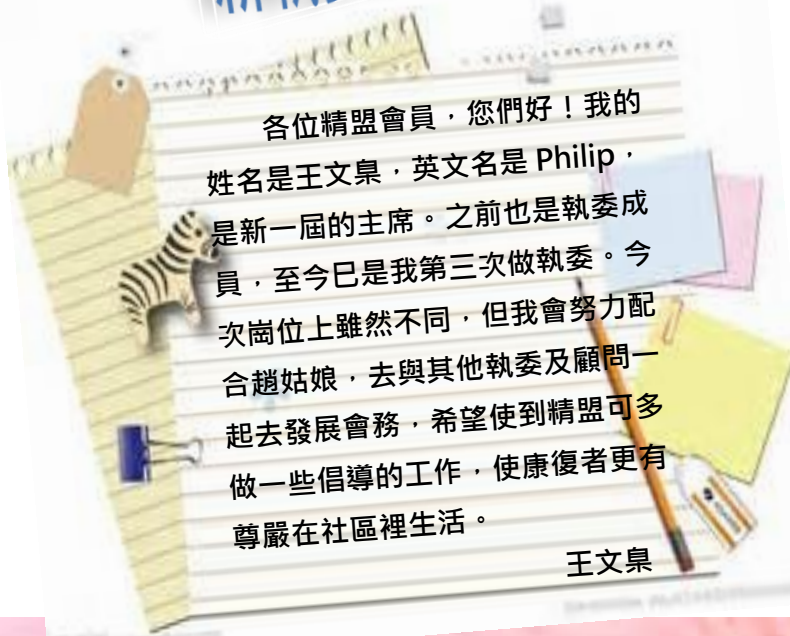 各位精盟會員，您們好！我的
姓名是王文臬，英文名是 Philip，
是新一屆的主席。之前也是執委成
員，至今已是我第三次做執委。今
次崗位上雖然不同，但我會努力配
合趙姑娘，去與其他執委及顧問一
起去發展會務，希望使到精盟可多
做一些倡導的工作，使康復者更有
尊嚴在社區裡生活。
王文臬